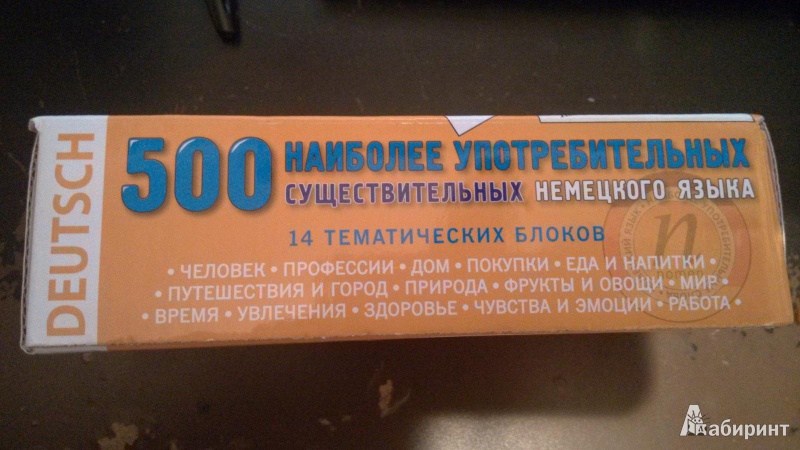 DEUTSCH
500 НАИБОЛЕЕ УПОТРЕБИТЕЛЬНЫХ
СУЩЕСТВИТЕЛЬНЫХ НЕМЕЦКОГО ЯЗЫКА
14 ТЕМАТИЧЕСКИХ БЛОКОВ
• ЧЕЛОВЕК • ПРОФЕССИИ • ДОМ • ПОКУПКИ • ЕДА И НАПИТКИ •
• ПУТЕШЕСТВИЯ И ГОРОД • ПРИРОДА • ФРУКТЫ И ОВОЩИ • МИР •
• ВРЕМЯ • УВЛЕЧЕНИЯ • ЗДОРОВЬЕ • ЧУВСТВА И ЭМОЦИИ • РАБОТА •
n
nomen
Лабиринт